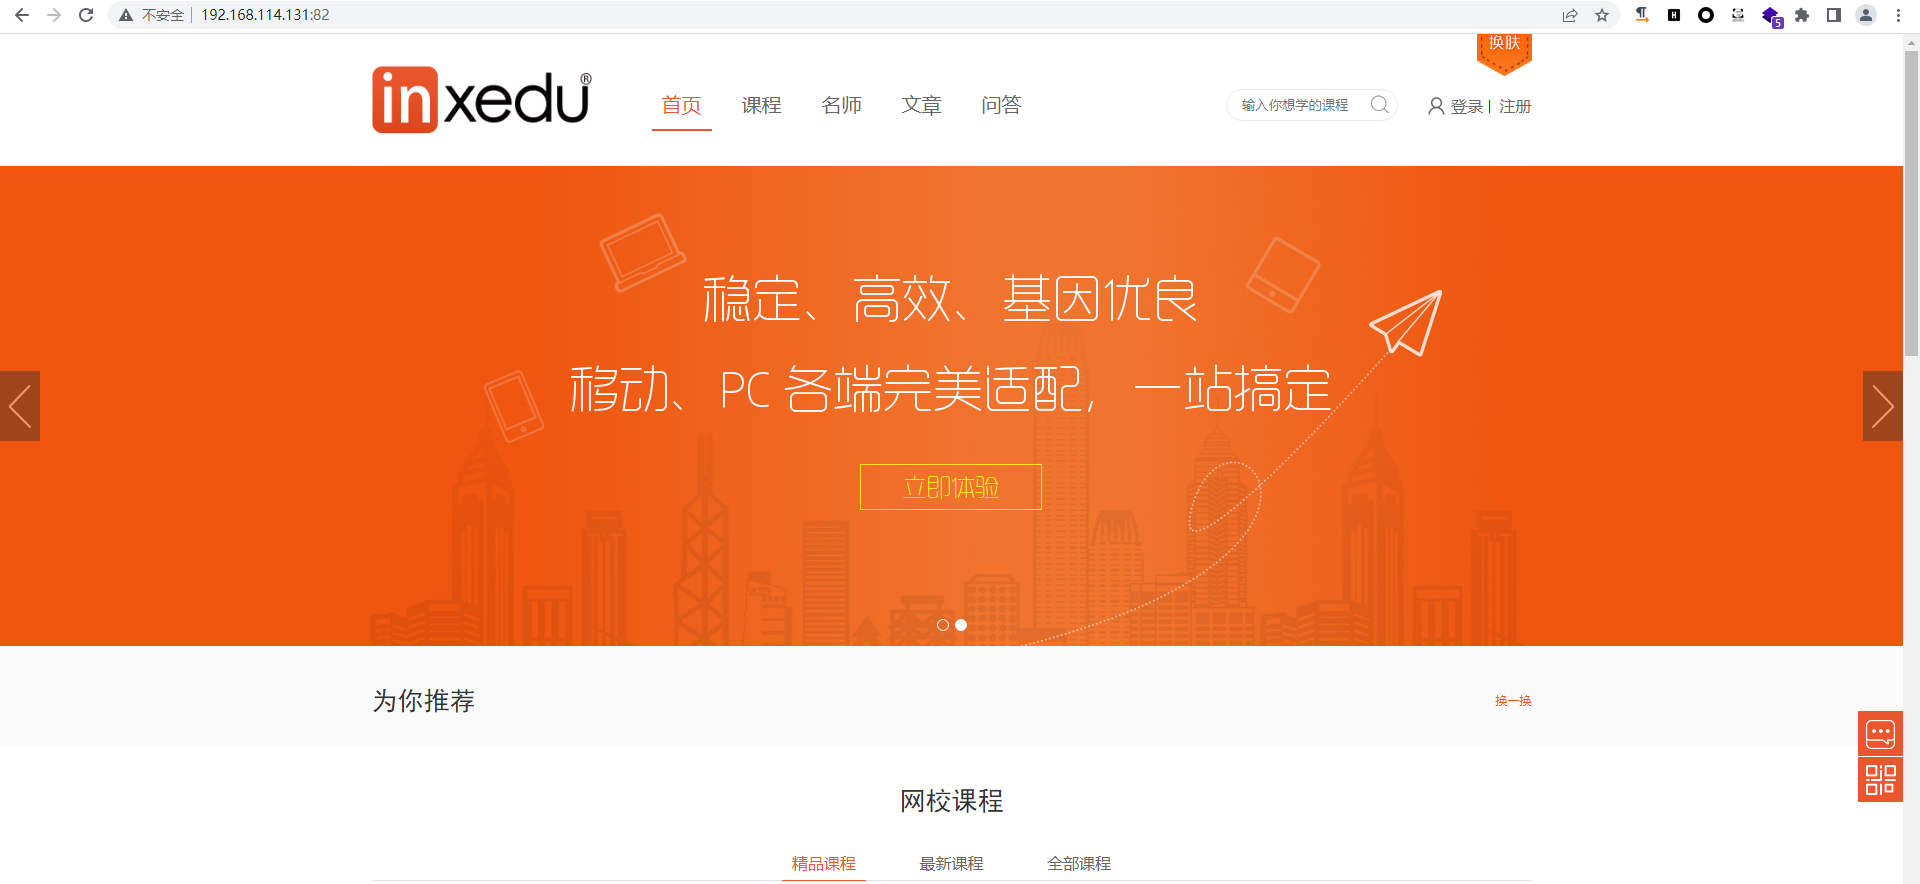 不安全 192.168.114.131:82
5
换肤
inxedu®
首页 课程 名师 文章 问答
输入你想学的课程
登录 | 注册
稳定、高效、基因优良
移动、PC 各端完美适配，一站搞定
立即体验
为你推荐
换一换
网校课程
精品课程 最新课程 全部课程